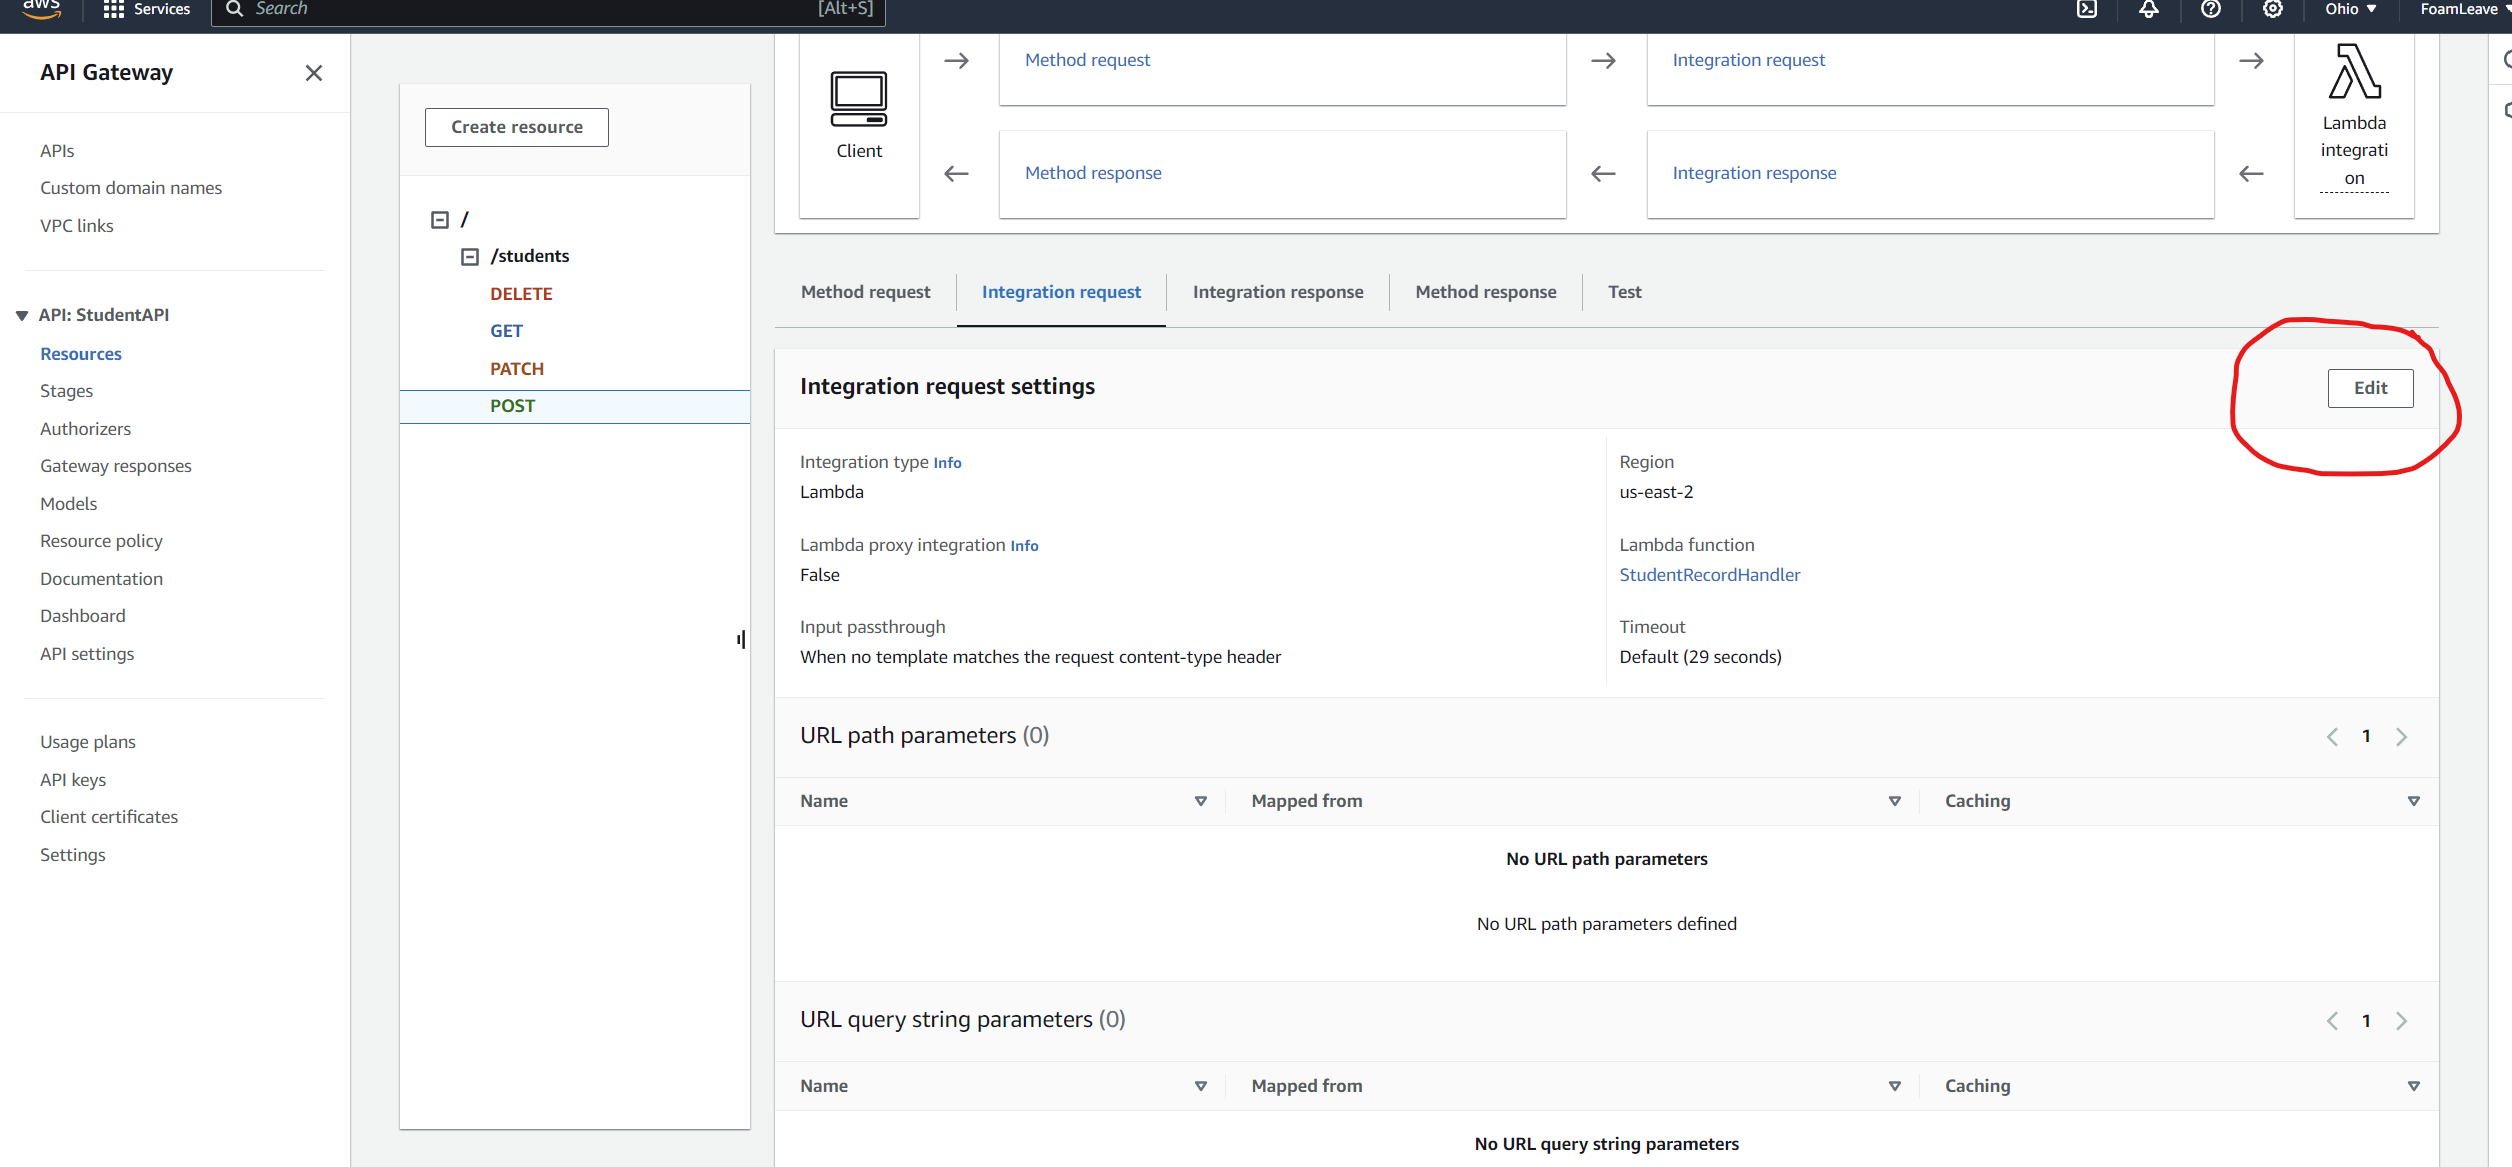 aws
Services
Search
[Alt+S]
Ohio
FoamLeave
API Gateway
APIs
Custom domain names
VPC links
API: StudentAPI
Resources
Stages
Authorizers
Gateway responses
Models
Resource policy
Documentation
Dashboard
API settings
Usage plans
API keys
Client certificates
Settings
Create resource
/
/students
DELETE
GET
PATCH
POST
Client
Method request
Integration request
Method response
Integration response
Lambda
integrati
on
Method request
Integration request
Integration response
Method response
Test
Integration request settings
Edit
Integration type Info
Lambda
Region
us-east-2
Lambda proxy integration Info
False
Lambda function
StudentRecordHandler
Input passthrough
When no template matches the request content-type header
Timeout
Default (29 seconds)
URL path parameters (0)
1
Name
Mapped from
Caching
No URL path parameters
No URL path parameters defined
URL query string parameters (0)
1
Name
Mapped from
Caching
No URL query string parameters